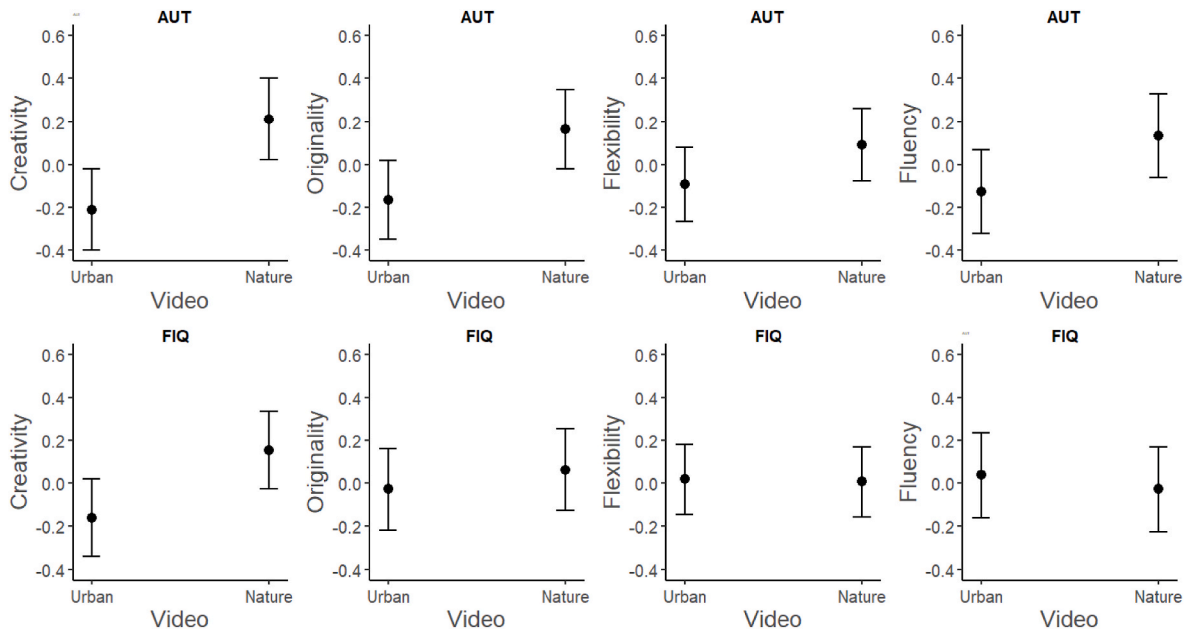 AUT
AUT
AUT
AUT
Creativity
0.6
0.4
0.2
0.0
-0.2
-0.4
Urban
Nature
Video
Originality
0.6
0.4
0.2
0.0
-0.2
-0.4
Urban
Nature
Video
Flexibility
0.6
0.4
0.2
0.0
-0.2
-0.4
Urban
Nature
Video
Fluency
0.6
0.4
0.2
0.0
-0.2
-0.4
Urban
Nature
Video
FIQ
FIQ
FIQ
FIQ
Creativity
0.6
0.4
0.2
0.0
-0.2
-0.4
Urban
Nature
Video
Originality
0.6
0.4
0.2
0.0
-0.2
-0.4
Urban
Nature
Video
Flexibility
0.6
0.4
0.2
0.0
-0.2
-0.4
Urban
Nature
Video
Fluency
0.6
0.4
0.2
0.0
-0.2
-0.4
Urban
Nature
Video